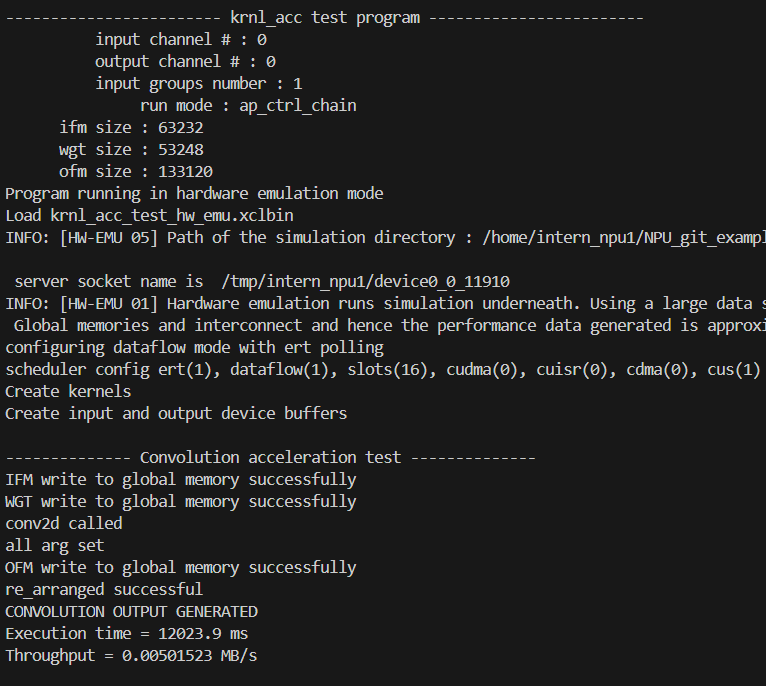 ------------------------ krnl_acc test program ------------------------
input channel # : 0
output channel # : 0
input groups number : 1
run mode : ap_ctrl_chain
ifm size : 63232
wgt size : 53248
ofm size : 133120
Program running in hardware emulation mode
Load krnl_acc_test_hw_emu.xclbin
INFO: [HW-EMU 05] Path of the simulation directory : /home/intern_npu1/NPU_git_exampl
server socket name is  /tmp/intern_npu1/device0_0_11910
INFO: [HW-EMU 01] Hardware emulation runs simulation underneath. Using a large data s
Global memories and interconnect and hence the performance data generated is approxi
configuring dataflow mode with ert polling
scheduler config ert(1), dataflow(1), slots(16), cudma(0), cuisr(0), cdma(0), cus(1)
Create kernels
Create input and output device buffers
-------------- Convolution acceleration test --------------
IFM write to global memory successfully
WGT write to global memory successfully
conv2d called
all arg set
OFM write to global memory successfully
re_arranged successful
CONVOLUTION OUTPUT GENERATED
Execution time = 12023.9 ms
Throughput = 0.00501523 MB/s